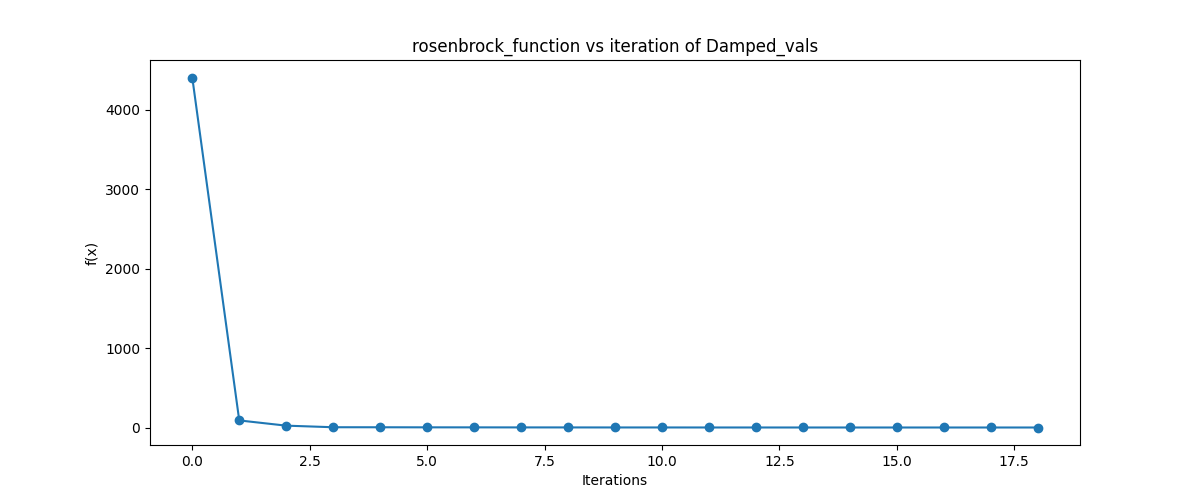 rosenbrock_function vs iteration of Damped_vals
4000
3000
2000
1000
0
f(x)
0.0 2.5 5.0 7.5 10.0 12.5 15.0 17.5
Iterations